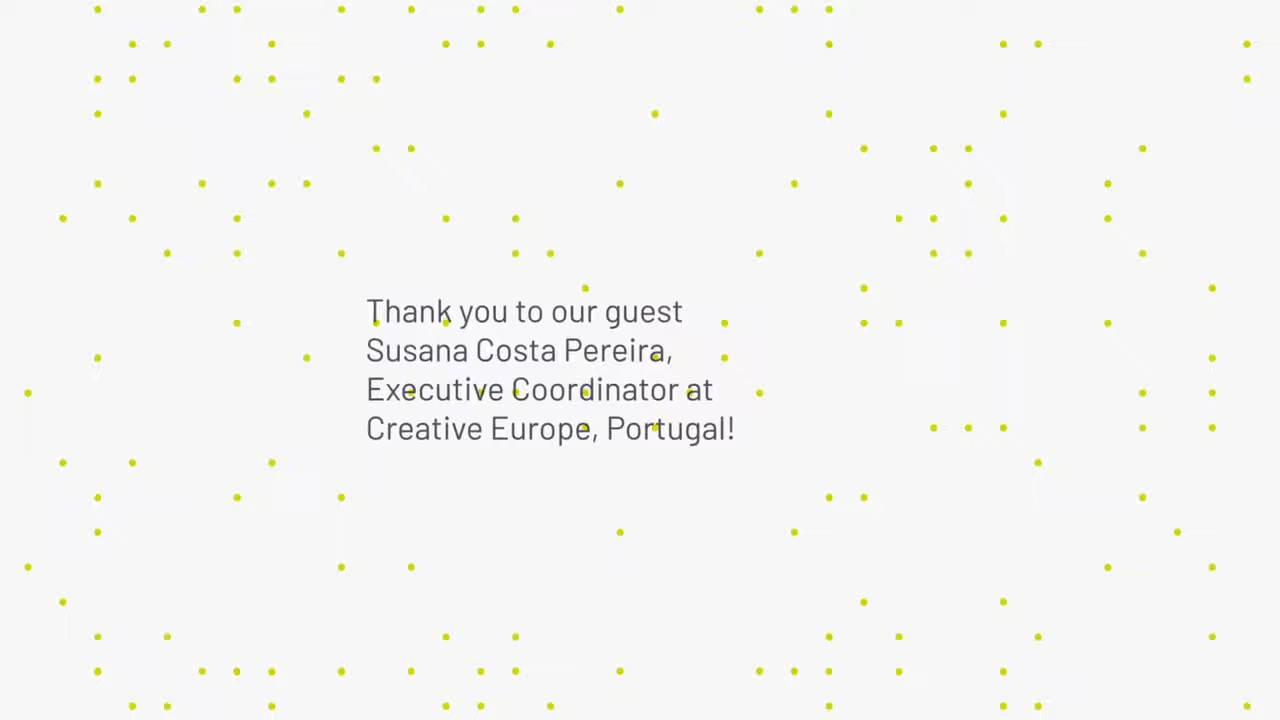 Thank you to our guest
Susana Costa Pereira,
Executive Coordinator at
Creative Europe, Portugal!